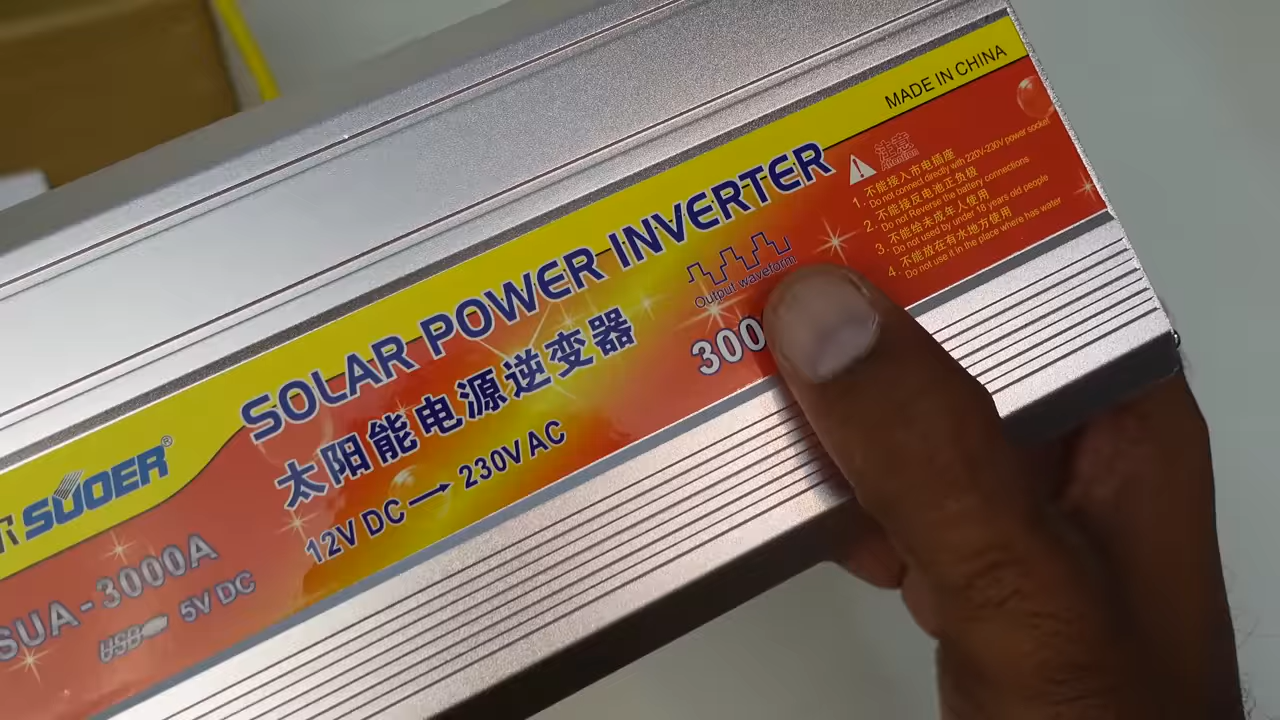 MADE IN CHINA
SOLAR POWER INVERTER
太阳能电源逆变器
12V DC→230V AC
SUOER®
SUA-3000A
USB 5V DC
Output waveform
300
注意
Attention
1. 不能接入市电插座
Do not connect directly with 220V-230V power socket
2. 不能接反电池正负极
Do not Reverse the battery connections
3. 不能给未成年人使用
Do not used by under 18 years old people
4. 不能放在有水地方使用
Do not use it in the place where has water